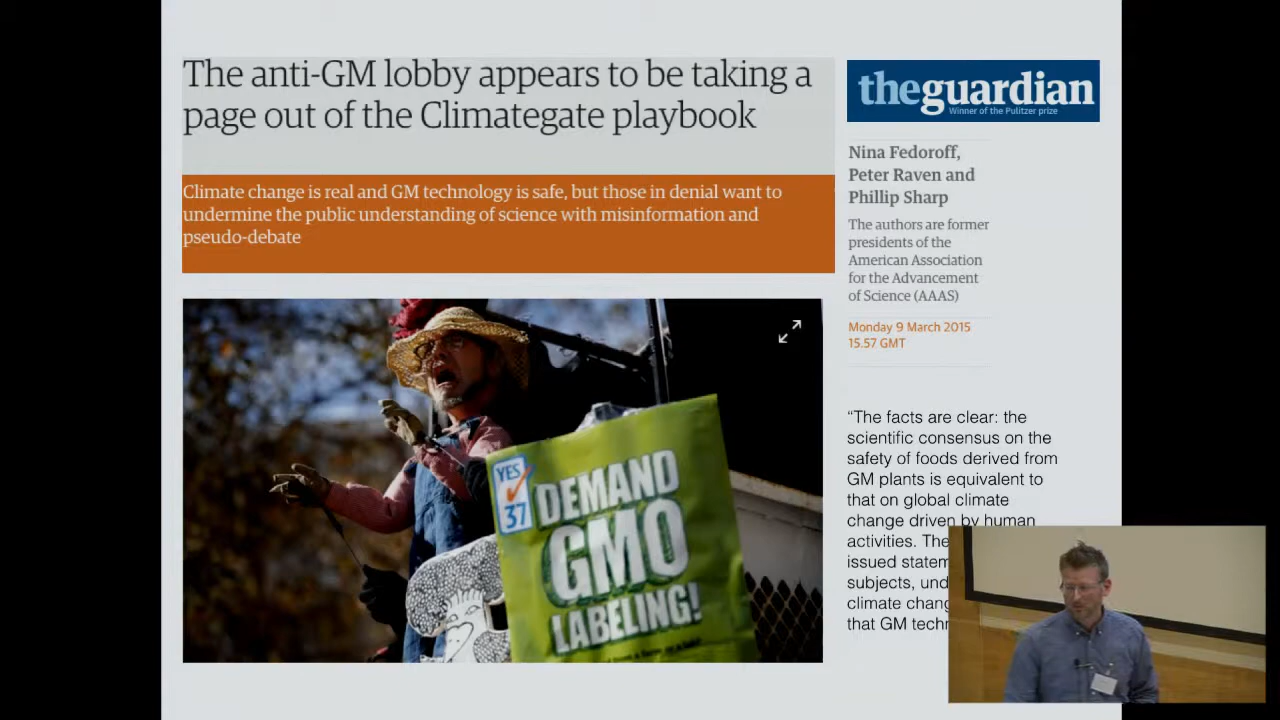 The anti-GM lobby appears to be taking a
page out of the Climategate playbook
Climate change is real and GM technology is safe, but those in denial want to
undermine the public understanding of science with misinformation and
pseudo-debate
theguardian
Winner of the Pulitzer prize
Nina Fedoroff,
Peter Raven and
Phillip Sharp
The authors are former
presidents of the
American Association
for the Advancement
of Science (AAAS)
Monday 9 March 2015
15.57 GMT
YES
37
DEMAND
GMO
LABELING!
“The facts are clear: the
scientific consensus on the
safety of foods derived from
GM plants is equivalent to
that on global climate
change driven by human
activities. The
issued statem
subjects, und
climate chang
that GM techn